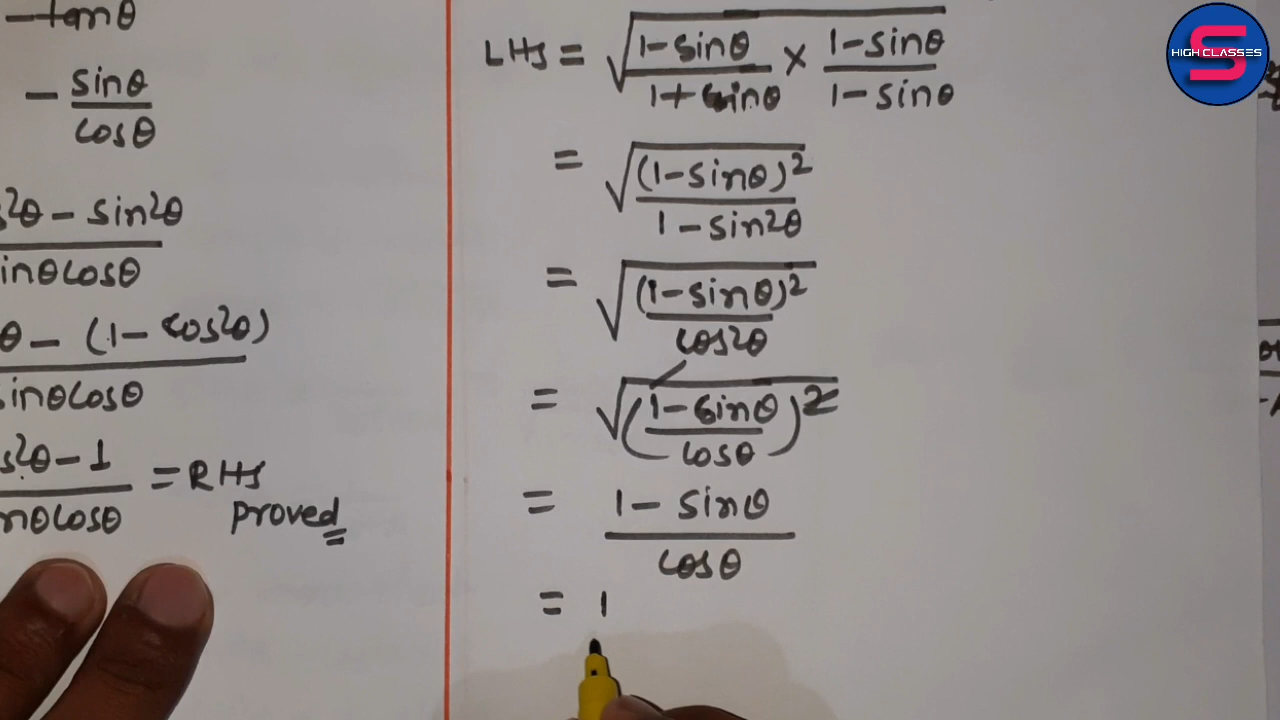 -tanθ
- sinθ
cosθ
²θ - sin²θ
inθcosθ
θ - (1 - cos²θ)
sinθcosθ
s²θ - 1
nθcosθ
= RHS
proved
LHS = √ 1-sinθ × 1-sinθ
1+sinθ 1-sinθ
= √ (1-sinθ)²
1-sin²θ
= √ (1-sinθ)²
cos²θ
= √ ( 1-sinθ )²
cosθ
= 1 - sinθ
cosθ
= 1
S
HIGH CLASSES